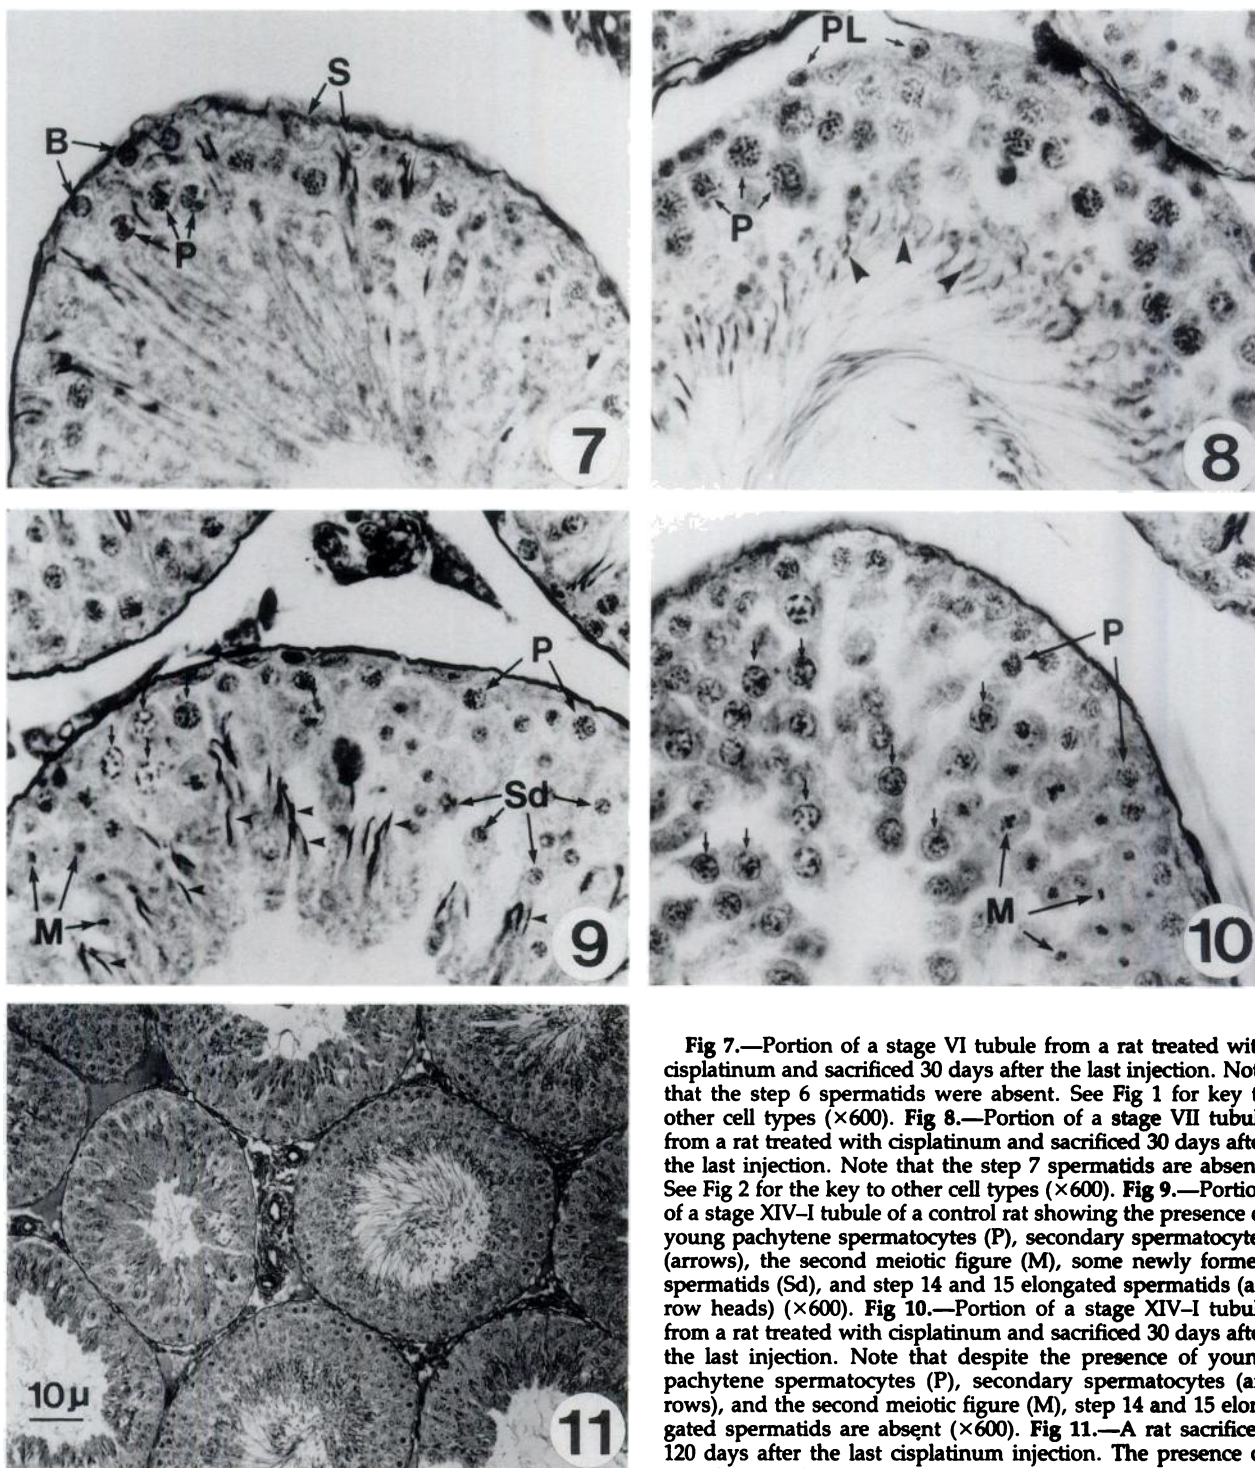 S
B
P
7
PL
P
8
P
Sd
M
9
P
M
10
10 μ
11
Fig 7.—Portion of a stage VI tubule from a rat treated wit
cisplatinum and sacrificed 30 days after the last injection. Not
that the step 6 spermatids were absent. See Fig 1 for key t
other cell types (×600). Fig 8.—Portion of a stage VII tubul
from a rat treated with cisplatinum and sacrificed 30 days afte
the last injection. Note that the step 7 spermatids are absen
See Fig 2 for the key to other cell types (×600). Fig 9.—Portio
of a stage XIV–I tubule of a control rat showing the presence o
young pachytene spermatocytes (P), secondary spermatocyte
(arrows), the second meiotic figure (M), some newly forme
spermatids (Sd), and step 14 and 15 elongated spermatids (a
row heads) (×600). Fig 10.—Portion of a stage XIV–I tubul
from a rat treated with cisplatinum and sacrificed 30 days afte
the last injection. Note that despite the presence of youn
pachytene spermatocytes (P), secondary spermatocytes (a
rows), and the second meiotic figure (M), step 14 and 15 elon
gated spermatids are absent (×600). Fig 11.—A rat sacrifice
120 days after the last cisplatinum injection. The presence o